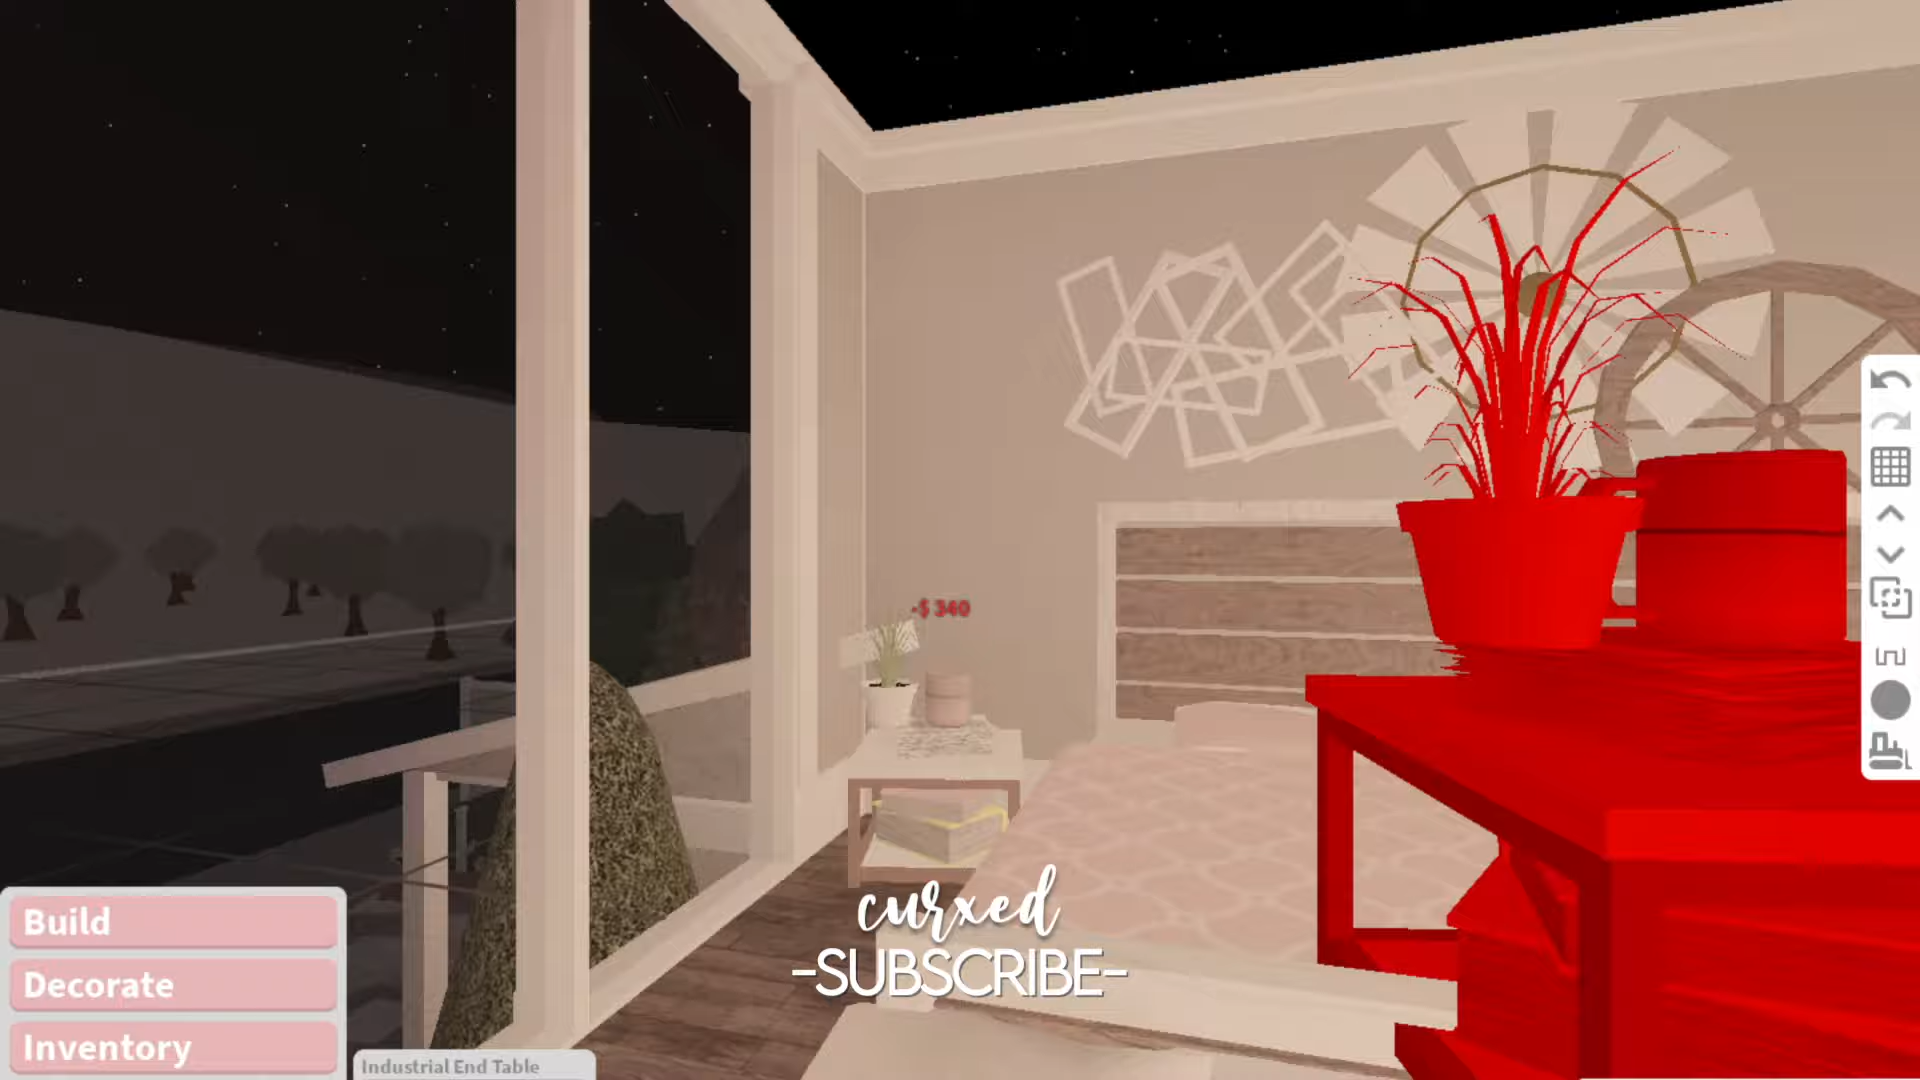 -$ 340
curxed
-SUBSCRIBE-
Build
Decorate
Inventory
Industrial End Table